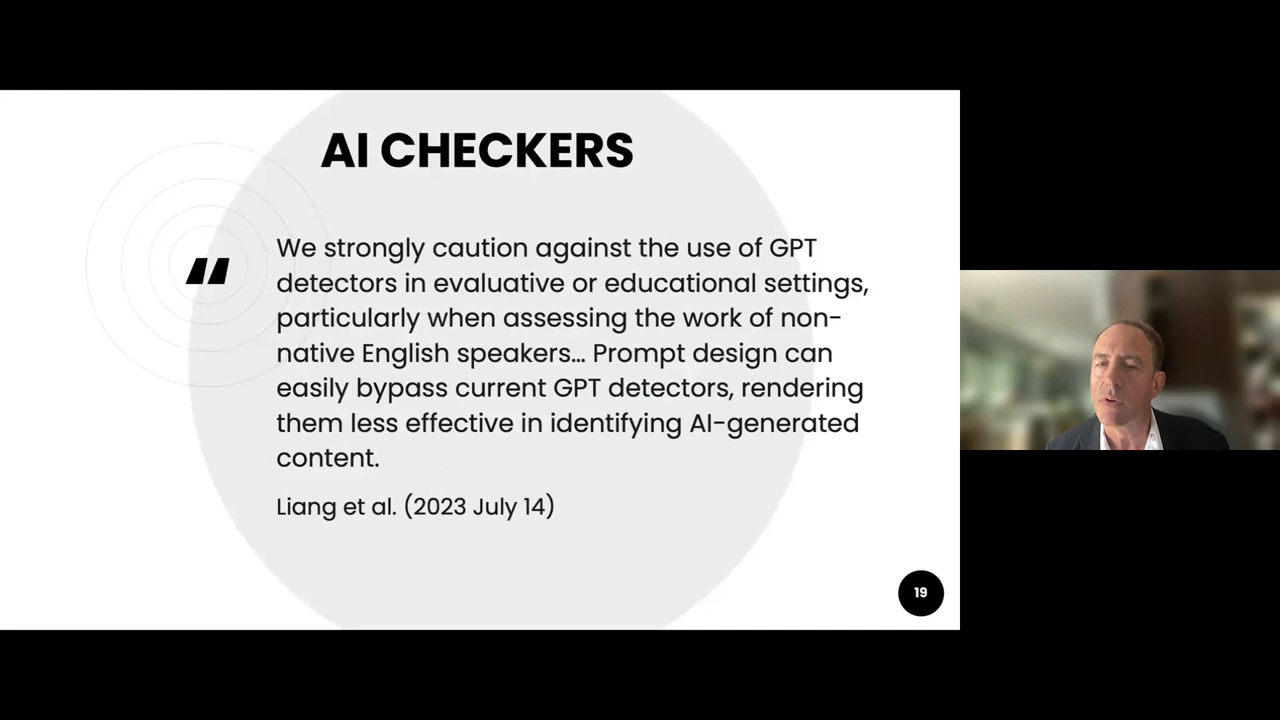 AI CHECKERS
“
We strongly caution against the use of GPT
detectors in evaluative or educational settings,
particularly when assessing the work of non-
native English speakers... Prompt design can
easily bypass current GPT detectors, rendering
them less effective in identifying AI-generated
content.
Liang et al. (2023 July 14)
19